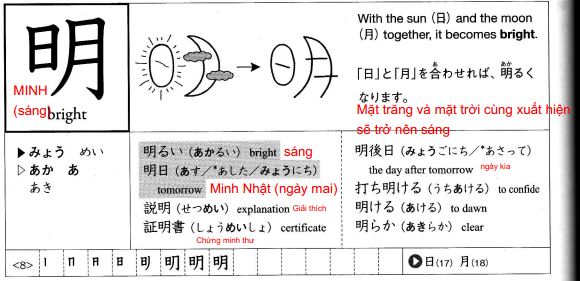 明
MINH
(sáng)
bright
With the sun (日) and the moon
(月) together, it becomes bright.
「日」と「月」を合わせれば、明るく
あ
あか
なります。
Mặt trăng và mặt trời cùng xuất hiện
sẽ trở nên sáng
▶みょう めい
▷あか あ
あき
明るい(あかるい) bright sáng
明日(あす/*あした/みょうにち)
tomorrow Minh Nhật (ngày mai)
説明(せつめい) explanation Giải thích
証明書(しょうめいしょ) certificate
Chứng minh thư
明後日(みょうごにち/*あさって)
the day after tomorrow ngày kia
打ち明ける(うちあける) to confide
明ける(あける) to dawn
明らか(あきらか) clear
<8>
明
▶日(17) 月(18)